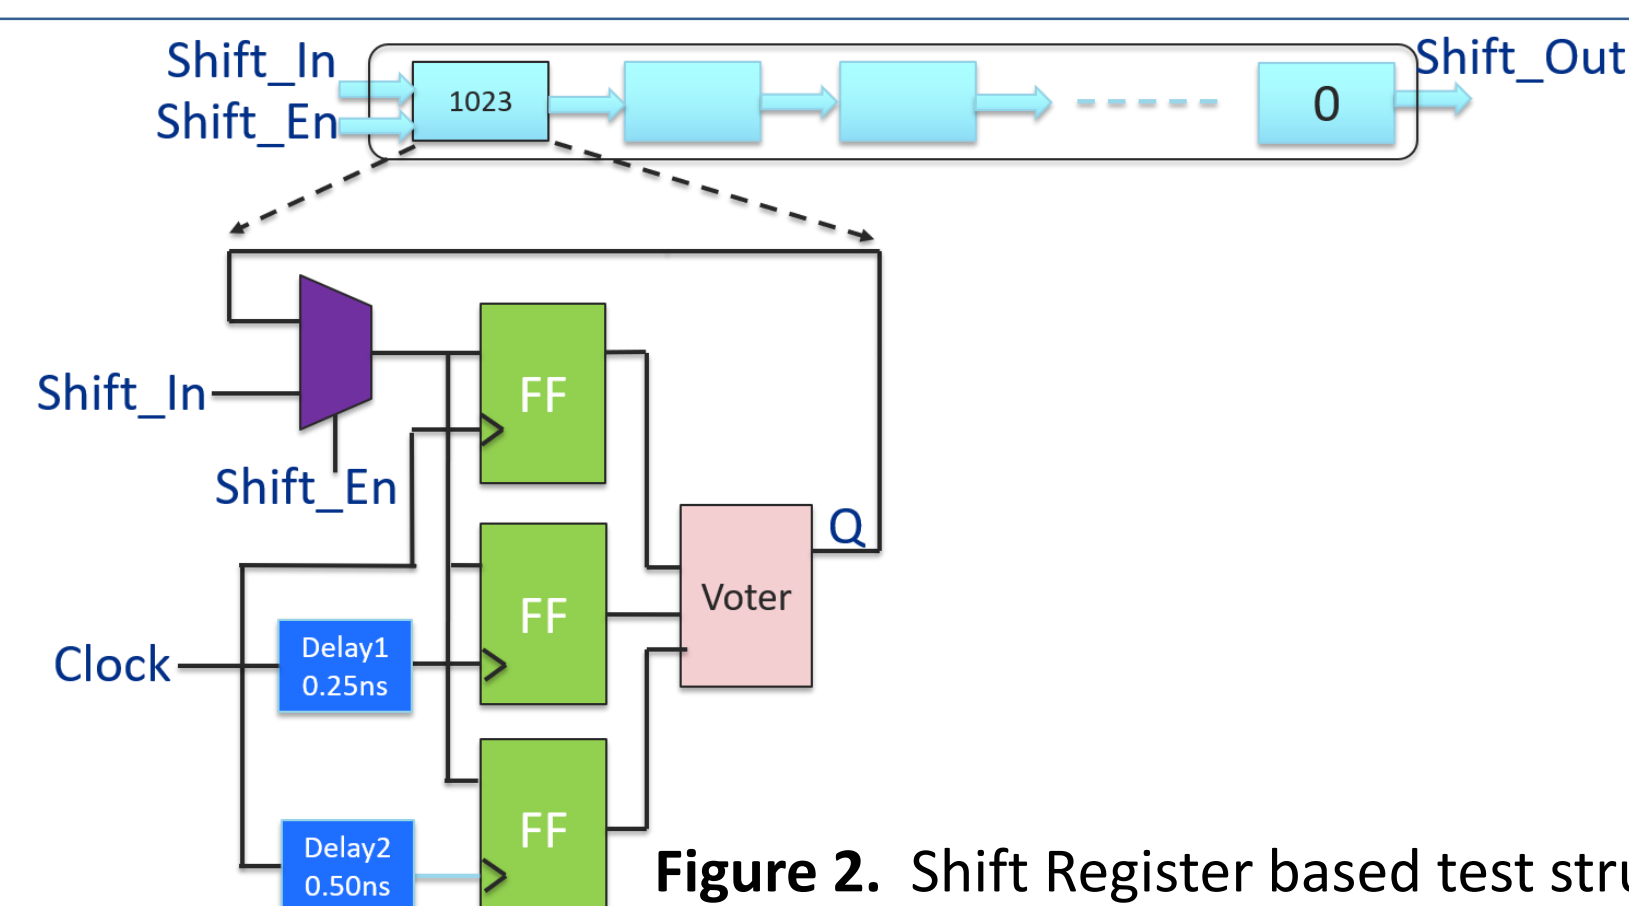 Shift_In
Shift_En
1023
0
Shift_Out
Shift_In
Shift_En
FF
FF
FF
Voter
Q
Clock
Delay1
0.25ns
Delay2
0.50ns
Figure 2. Shift Register based test